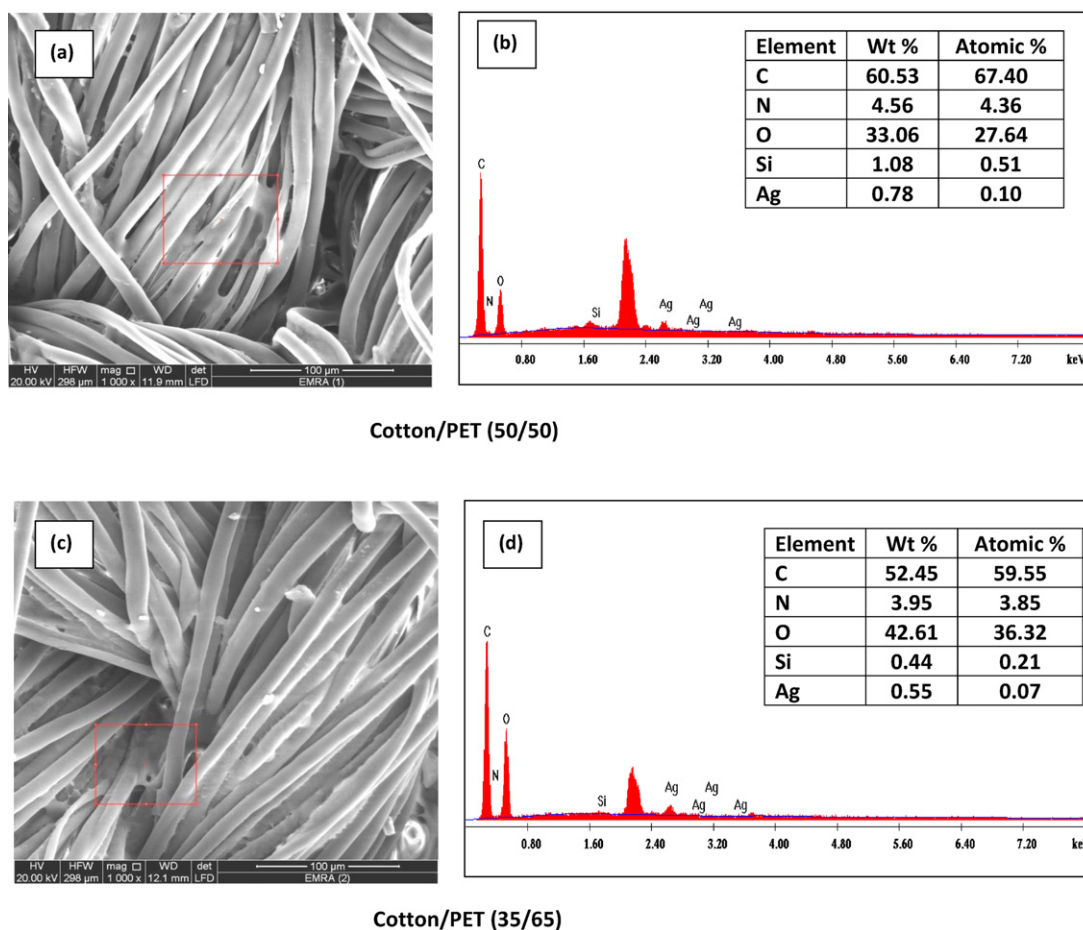 (a)
HV HFW mag □ WD det 100 µm
20.00 kV 298 µm 1 000 x 11.9 mm LFD EMRA (1)
(b)
Element Wt % Atomic %
C 60.53 67.40
N 4.56 4.36
O 33.06 27.64
Si 1.08 0.51
Ag 0.78 0.10
C
N
O
Si
Ag
Ag
Ag
Ag
0.80 1.60 2.40 3.20 4.00 4.80 5.60 6.40 7.20 keV
Cotton/PET (50/50)
(c)
HV HFW mag □ WD det 100 µm
20.00 kV 298 µm 1 000 x 12.1 mm LFD EMRA (2)
(d)
Element Wt % Atomic %
C 52.45 59.55
N 3.95 3.85
O 42.61 36.32
Si 0.44 0.21
Ag 0.55 0.07
C
O
N
Si
Ag
Ag
Ag
Ag
0.80 1.60 2.40 3.20 4.00 4.80 5.60 6.40 7.20 ke
Cotton/PET (35/65)